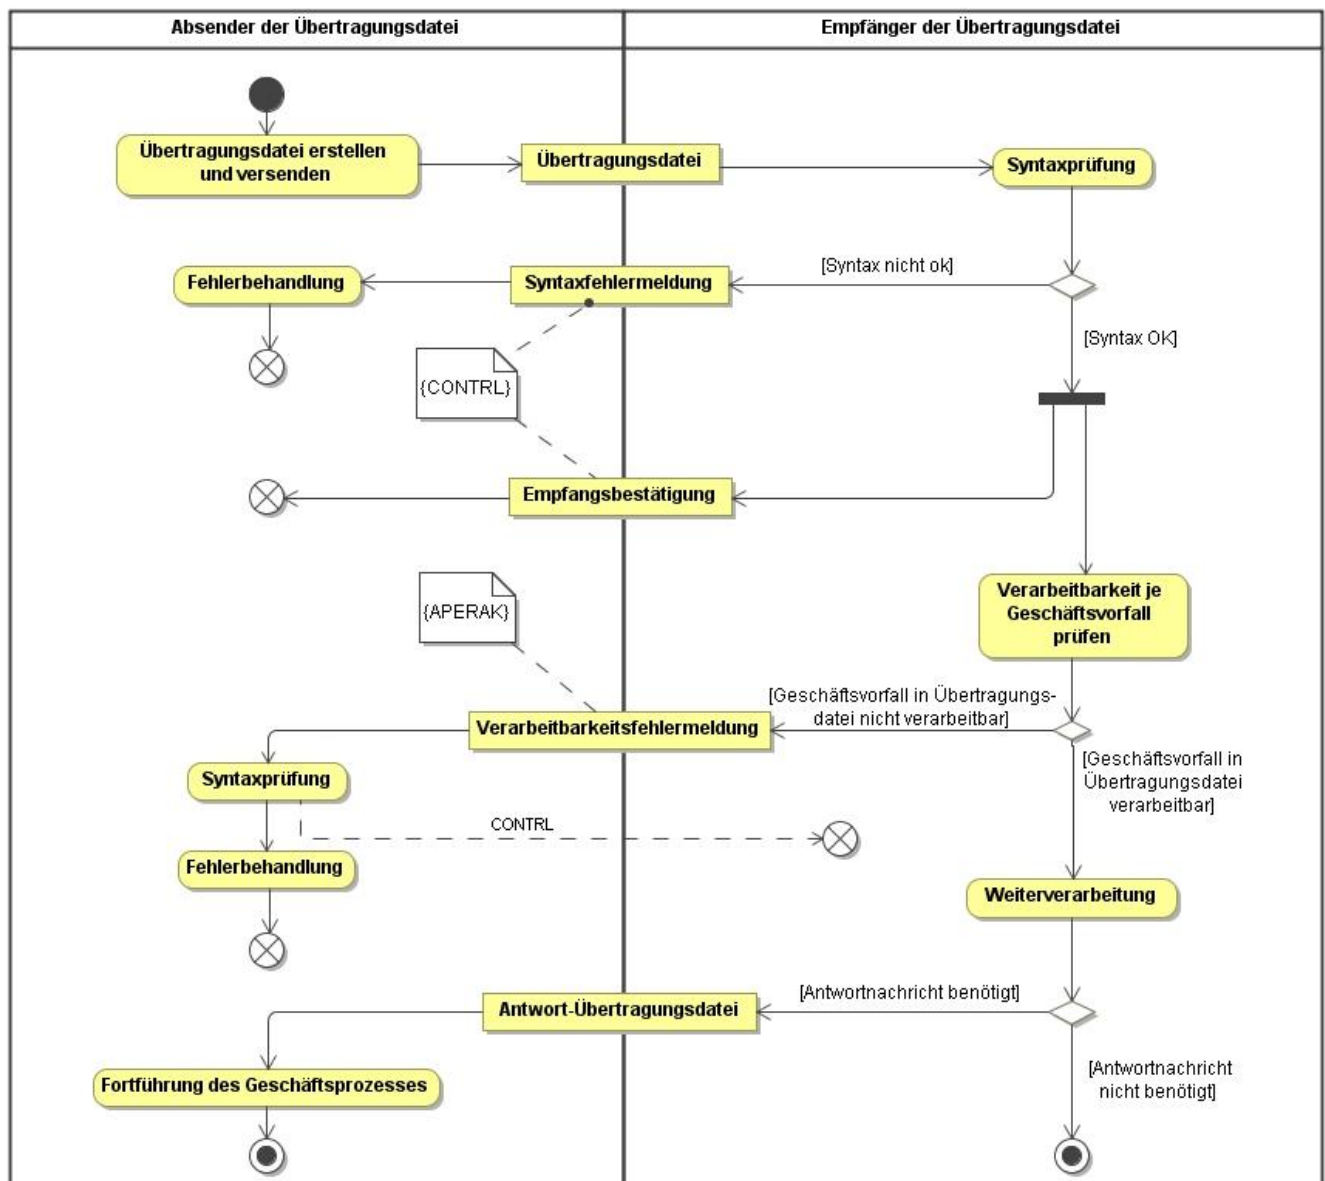 Absender der Übertragungsdatei
Empfänger der Übertragungsdatei
Übertragungsdatei erstellen
und versenden
Übertragungsdatei
Syntaxprüfung
[Syntax nicht ok]
Fehlerbehandlung
Syntaxfehlermeldung
[Syntax OK]
{CONTRL}
Empfangsbestätigung
Verarbeitbarkeit je
Geschäftsvorfall
prüfen
{APERAK}
[Geschäftsvorfall in Übertragungs-
datei nicht verarbeitbar]
Verarbeitbarkeitsfehlermeldung
[Geschäftsvorfall in
Übertragungsdatei
verarbeitbar]
Syntaxprüfung
CONTRL
Fehlerbehandlung
Weiterverarbeitung
[Antwortnachricht benötigt]
Antwort-Übertragungsdatei
Fortführung des Geschäftsprozesses
[Antwortnachricht
nicht benötigt]